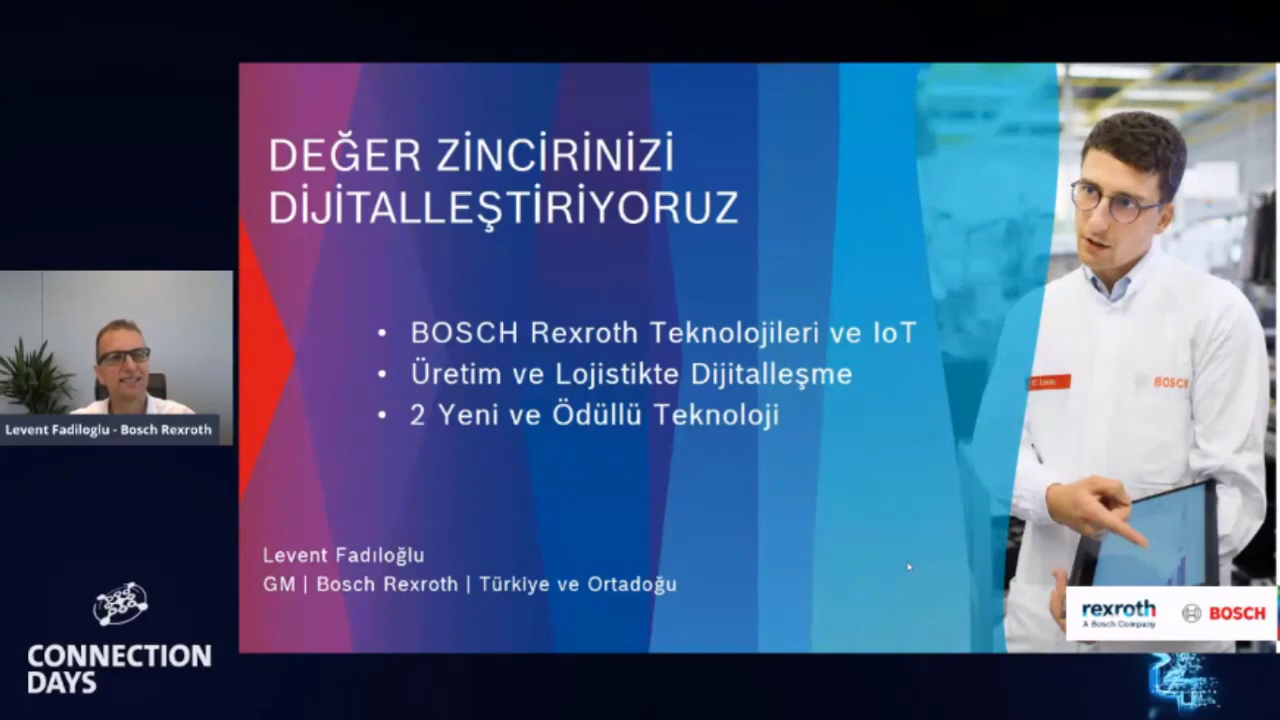 DEĞER ZİNCİRİNİZİ
DİJİTALLEŞTİRİYORUZ
• BOSCH Rexroth Teknolojileri ve IoT
• Üretim ve Lojistikte Dijitalleşme
• 2 Yeni ve Ödüllü Teknoloji
Levent Fadıloğlu
GM | Bosch Rexroth | Türkiye ve Ortadoğu
Levent Fadiloglu - Bosch Rexroth
CONNECTION
DAYS
BOSCH
rexroth
A Bosch Company
BOSCH